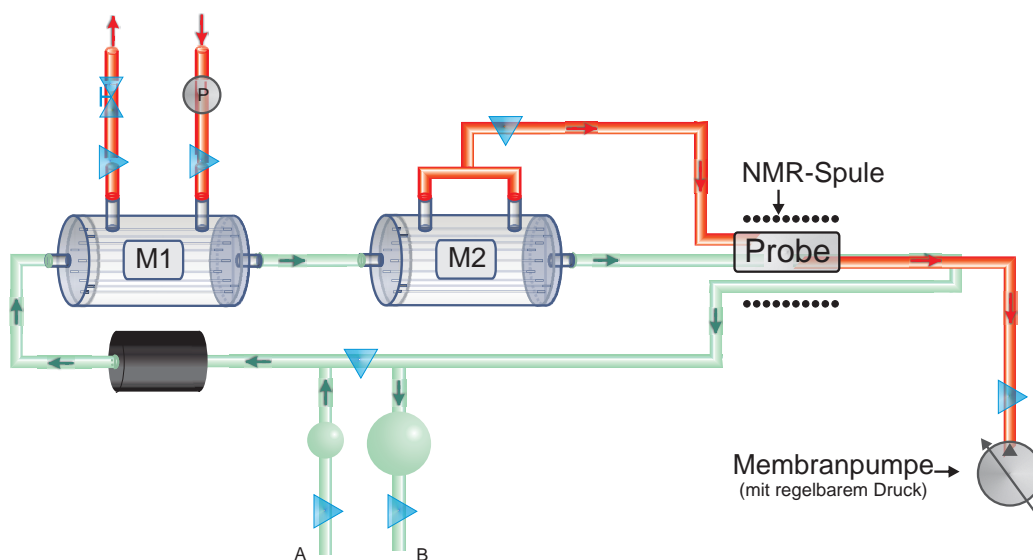 P
NMR-Spule
M1
M2
Probe
Membranpumpe
(mit regelbarem Druck)
A
B